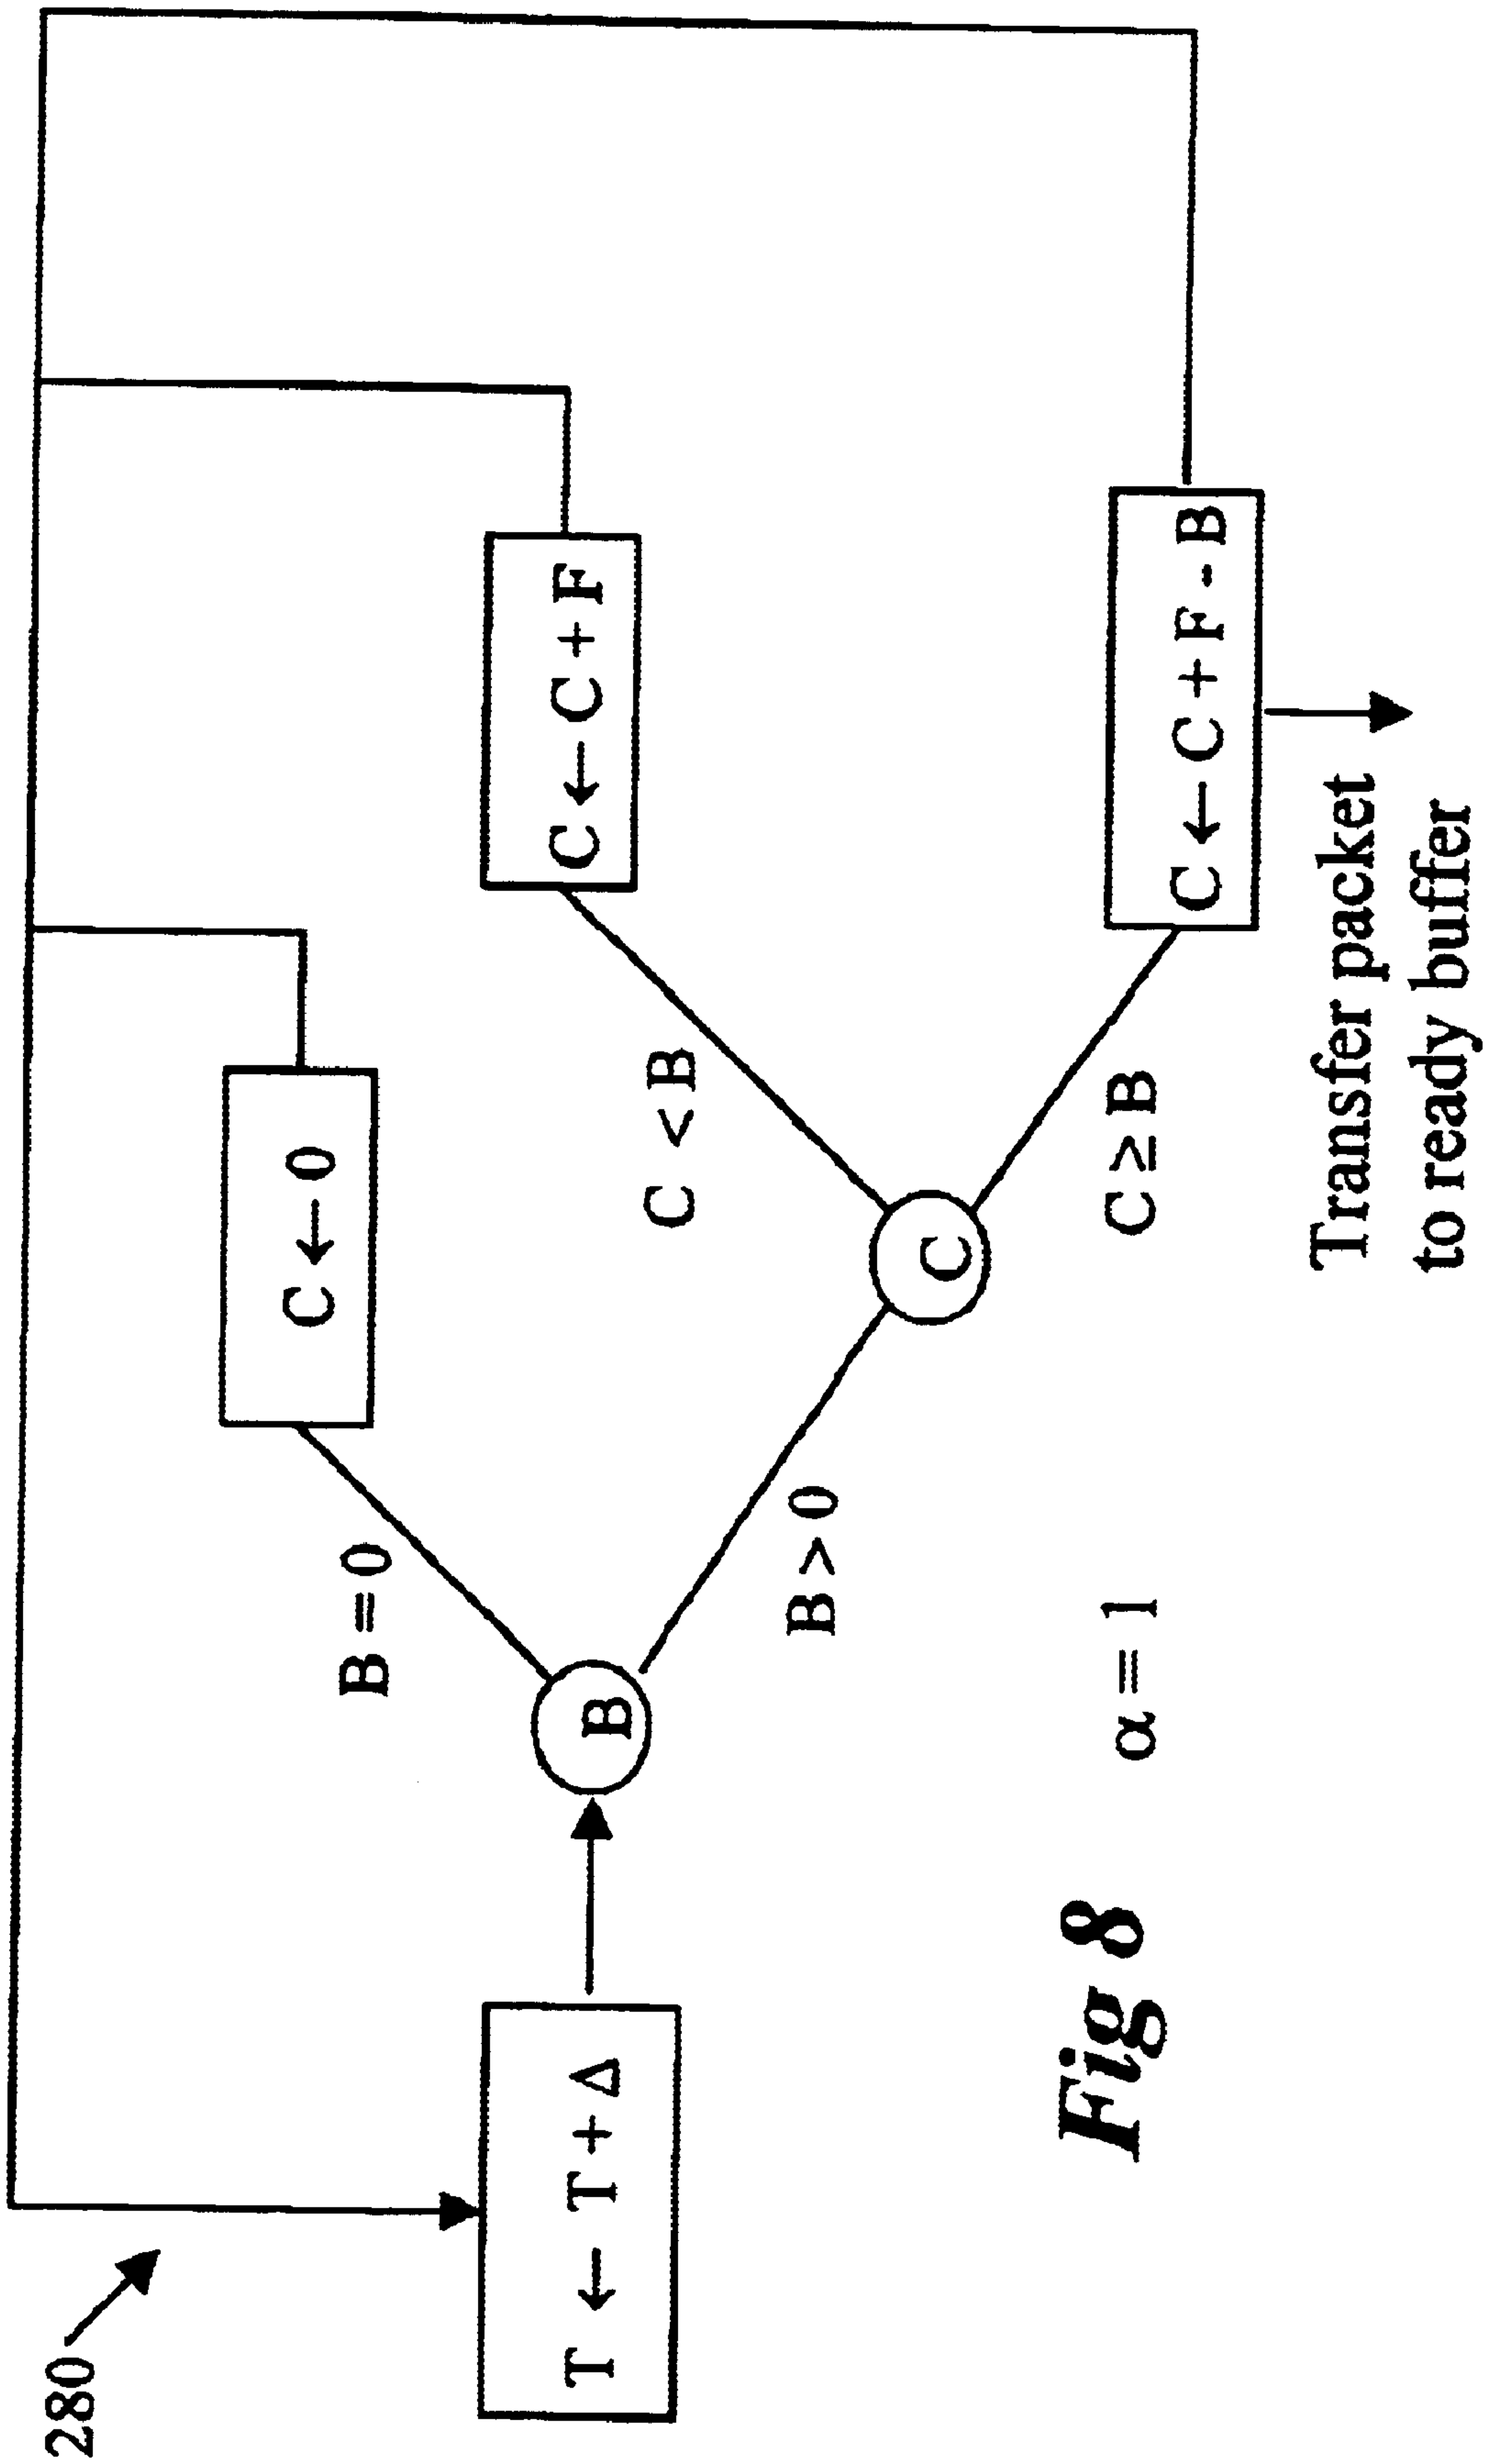 280
T ← T + Δ
B
B = 0
B > 0
C ← 0
C
C < B
C ≥ B
C ← C + F
C ← C + F - B
Transfer packet
to ready buffer
α = 1
Fig 8